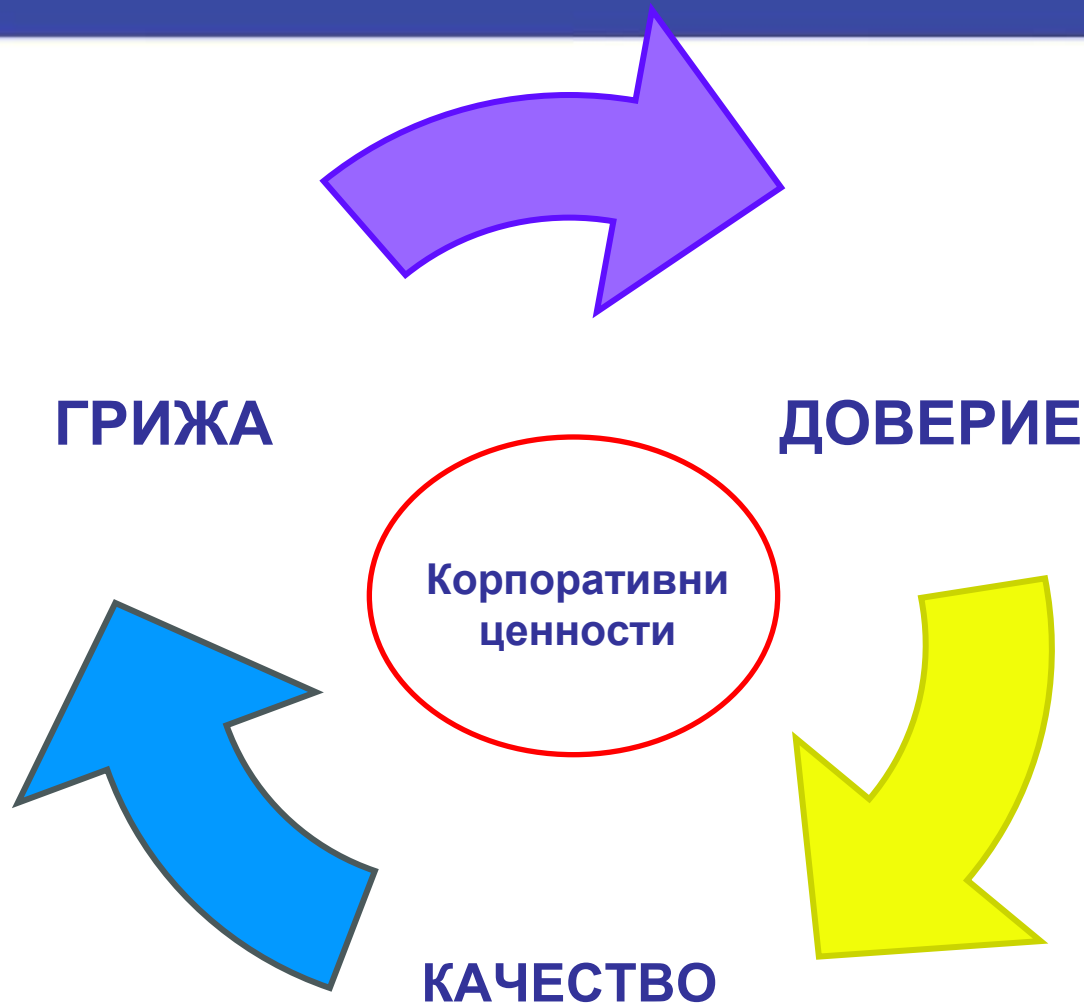 ГРИЖА
ДОВЕРИЕ
Корпоративни
ценности
КАЧЕСТВО